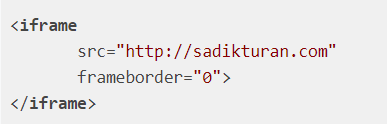 <iframe
src="http://sadikturan.com"
frameborder="0">
</iframe>